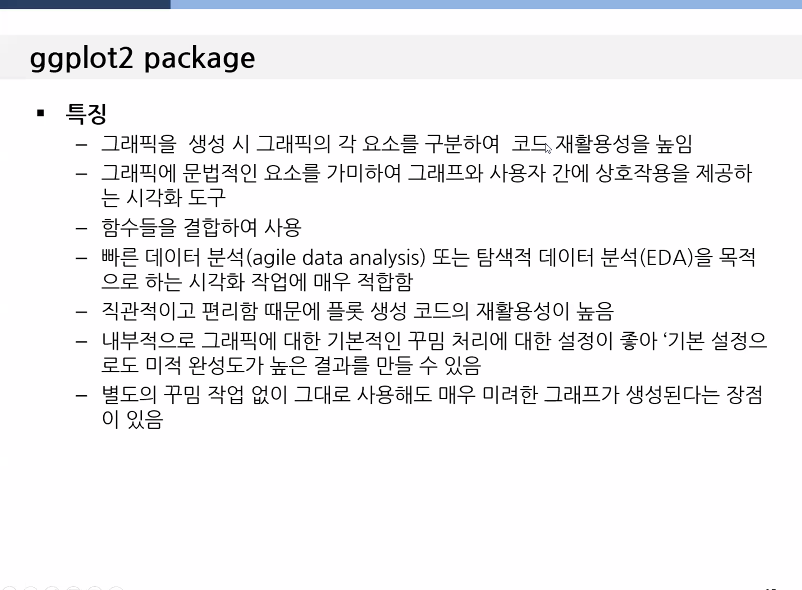 ggplot2 package
▪ 특징
– 그래픽을 생성 시 그래픽의 각 요소를 구분하여 코드 재활용성을 높임
– 그래픽에 문법적인 요소를 가미하여 그래프와 사용자 간에 상호작용을 제공하
는 시각화 도구
– 함수들을 결합하여 사용
– 빠른 데이터 분석(agile data analysis) 또는 탐색적 데이터 분석(EDA)을 목적
으로 하는 시각화 작업에 매우 적합함
– 직관적이고 편리함 때문에 플롯 생성 코드의 재활용성이 높음
– 내부적으로 그래픽에 대한 기본적인 꾸밈 처리에 대한 설정이 좋아 ‘기본 설정으
로도 미적 완성도가 높은 결과를 만들 수 있음
– 별도의 꾸밈 작업 없이 그대로 사용해도 매우 미려한 그래프가 생성된다는 장점
이 있음